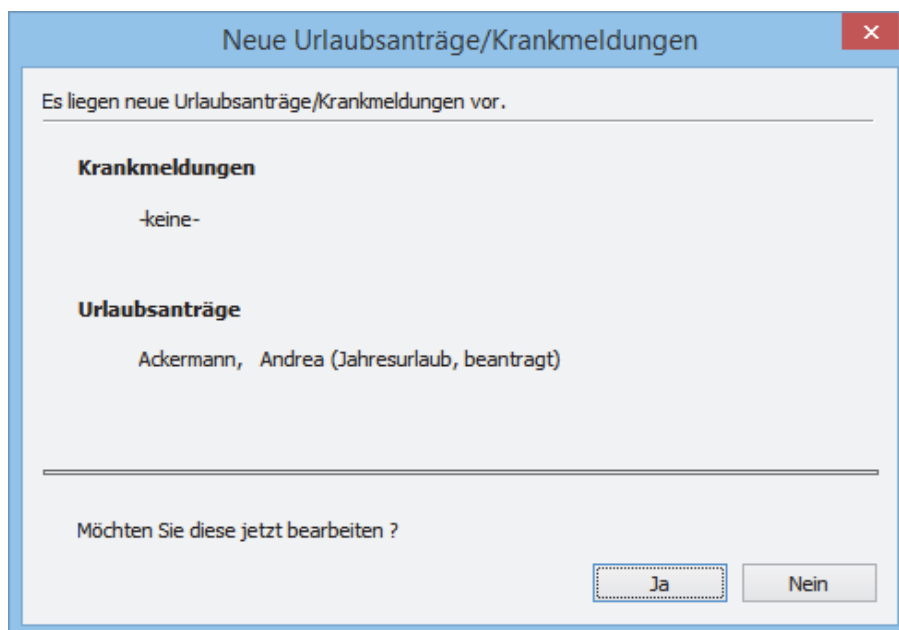 Neue Urlaubsanträge/Krankmeldungen
Es liegen neue Urlaubsanträge/Krankmeldungen vor.
Krankmeldungen
-keine-
Urlaubsanträge
Ackermann, Andrea (Jahresurlaub, beantragt)
Möchten Sie diese jetzt bearbeiten ?
Ja Nein